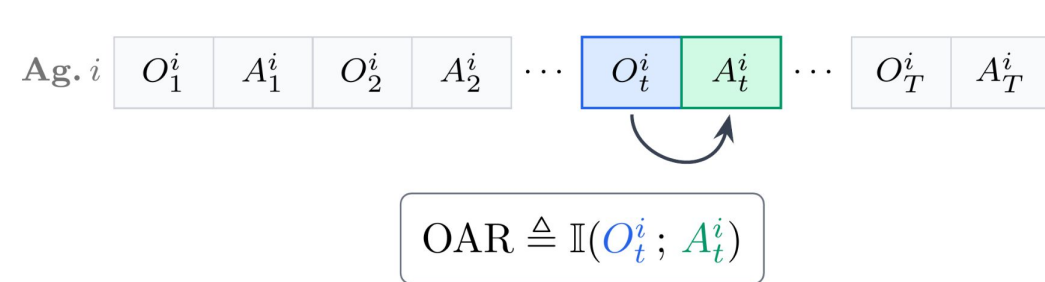 Ag. i O_1^i A_1^i O_2^i A_2^i ··· O_t^i A_t^i ··· O_T^i A_T^i
OAR ≜ 𝕀(O_t^i ; A_t^i)